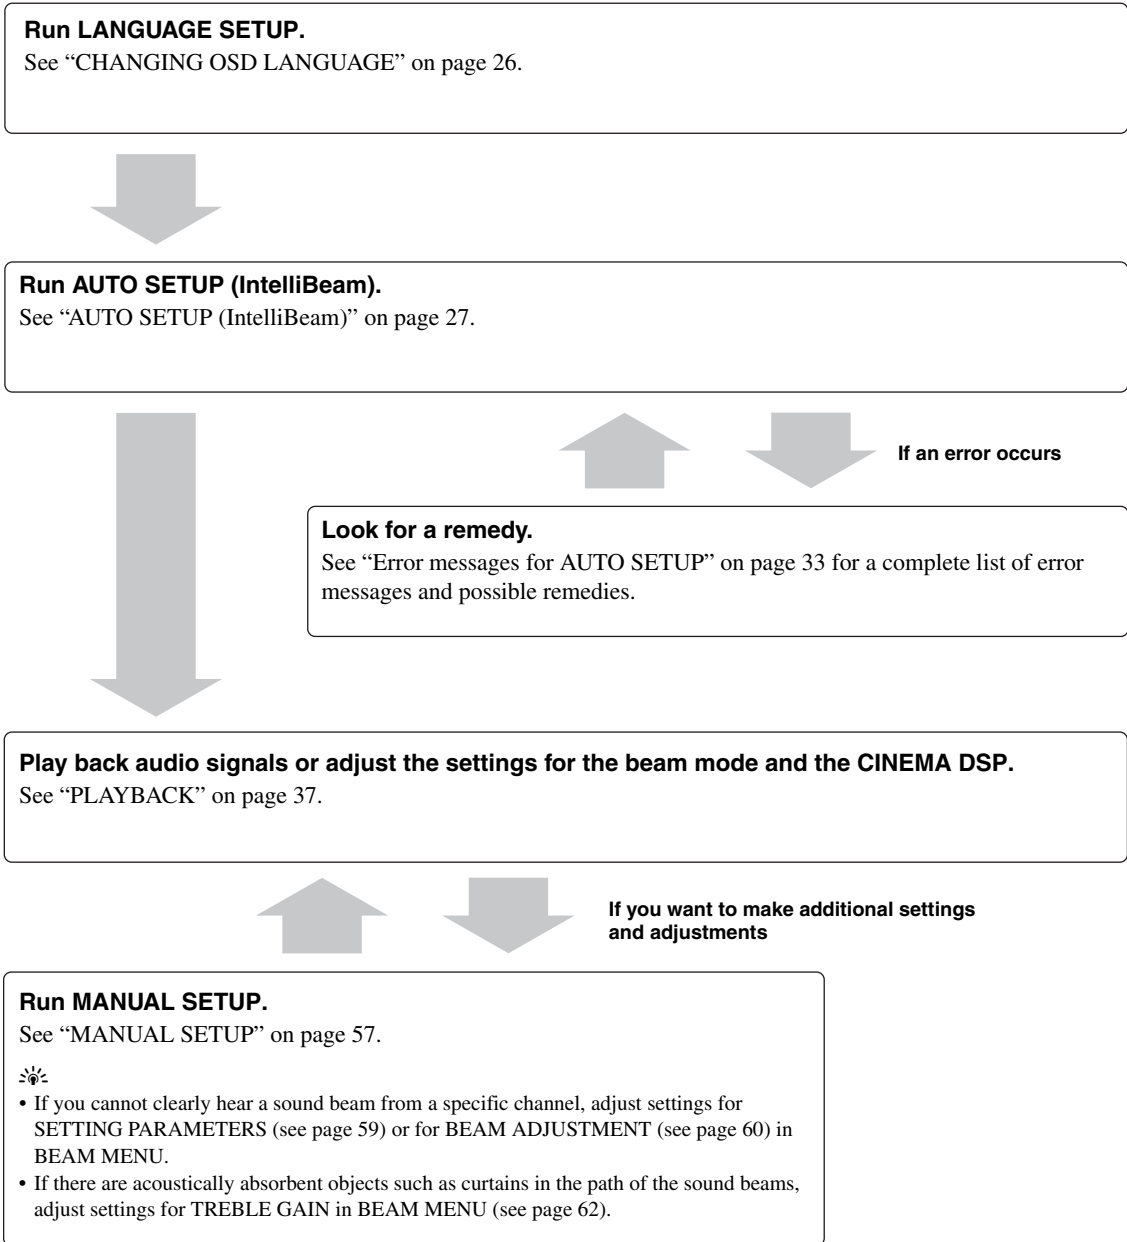 Run LANGUAGE SETUP.
See “CHANGING OSD LANGUAGE” on page 26.
Run AUTO SETUP (IntelliBeam).
See “AUTO SETUP (IntelliBeam)” on page 27.
If an error occurs
Look for a remedy.
See “Error messages for AUTO SETUP” on page 33 for a complete list of error
messages and possible remedies.
Play back audio signals or adjust the settings for the beam mode and the CINEMA DSP.
See “PLAYBACK” on page 37.
If you want to make additional settings
and adjustments
Run MANUAL SETUP.
See “MANUAL SETUP” on page 57.
• If you cannot clearly hear a sound beam from a specific channel, adjust settings for
SETTING PARAMETERS (see page 59) or for BEAM ADJUSTMENT (see page 60) in
BEAM MENU.
• If there are acoustically absorbent objects such as curtains in the path of the sound beams,
adjust settings for TREBLE GAIN in BEAM MENU (see page 62).